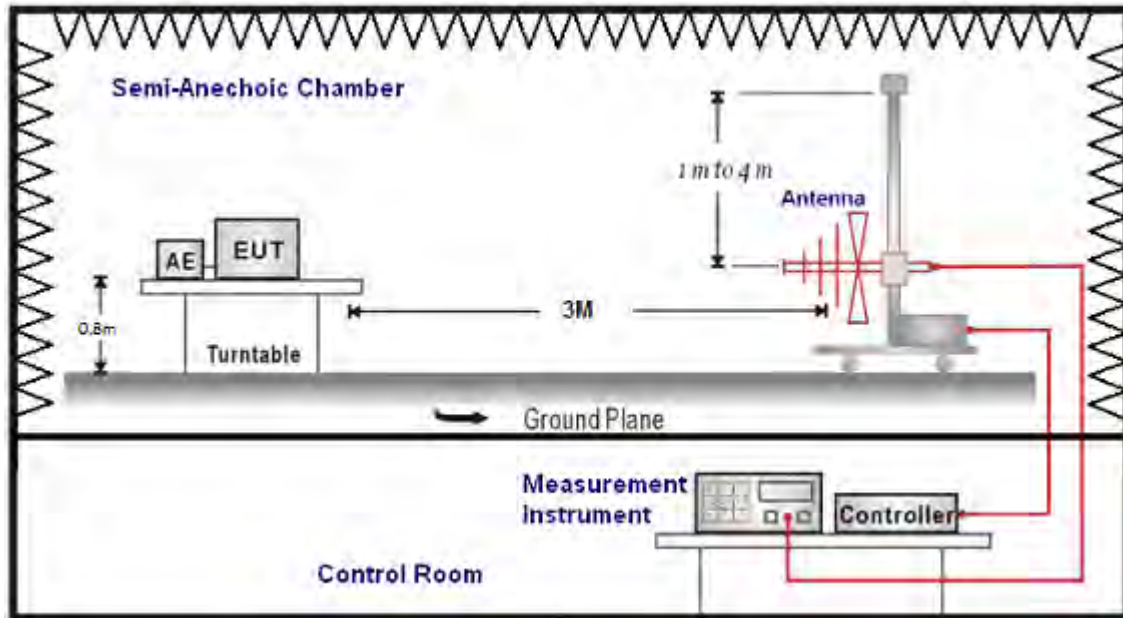 Semi-Anechoic Chamber
1 m to 4 m
Antenna
AE
EUT
3M
0.8m
Turntable
Ground Plane
Measurement
Instrument
Controller
Control Room